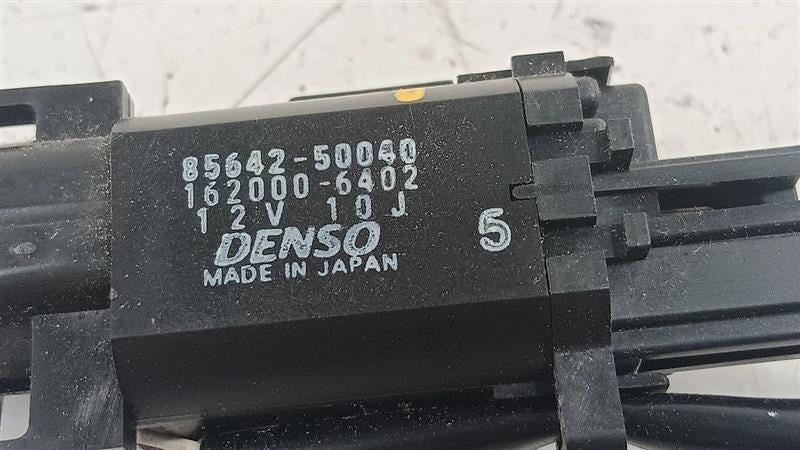 85642-50040
162000-6402
12V 10J
DENSO
MADE IN JAPAN
5